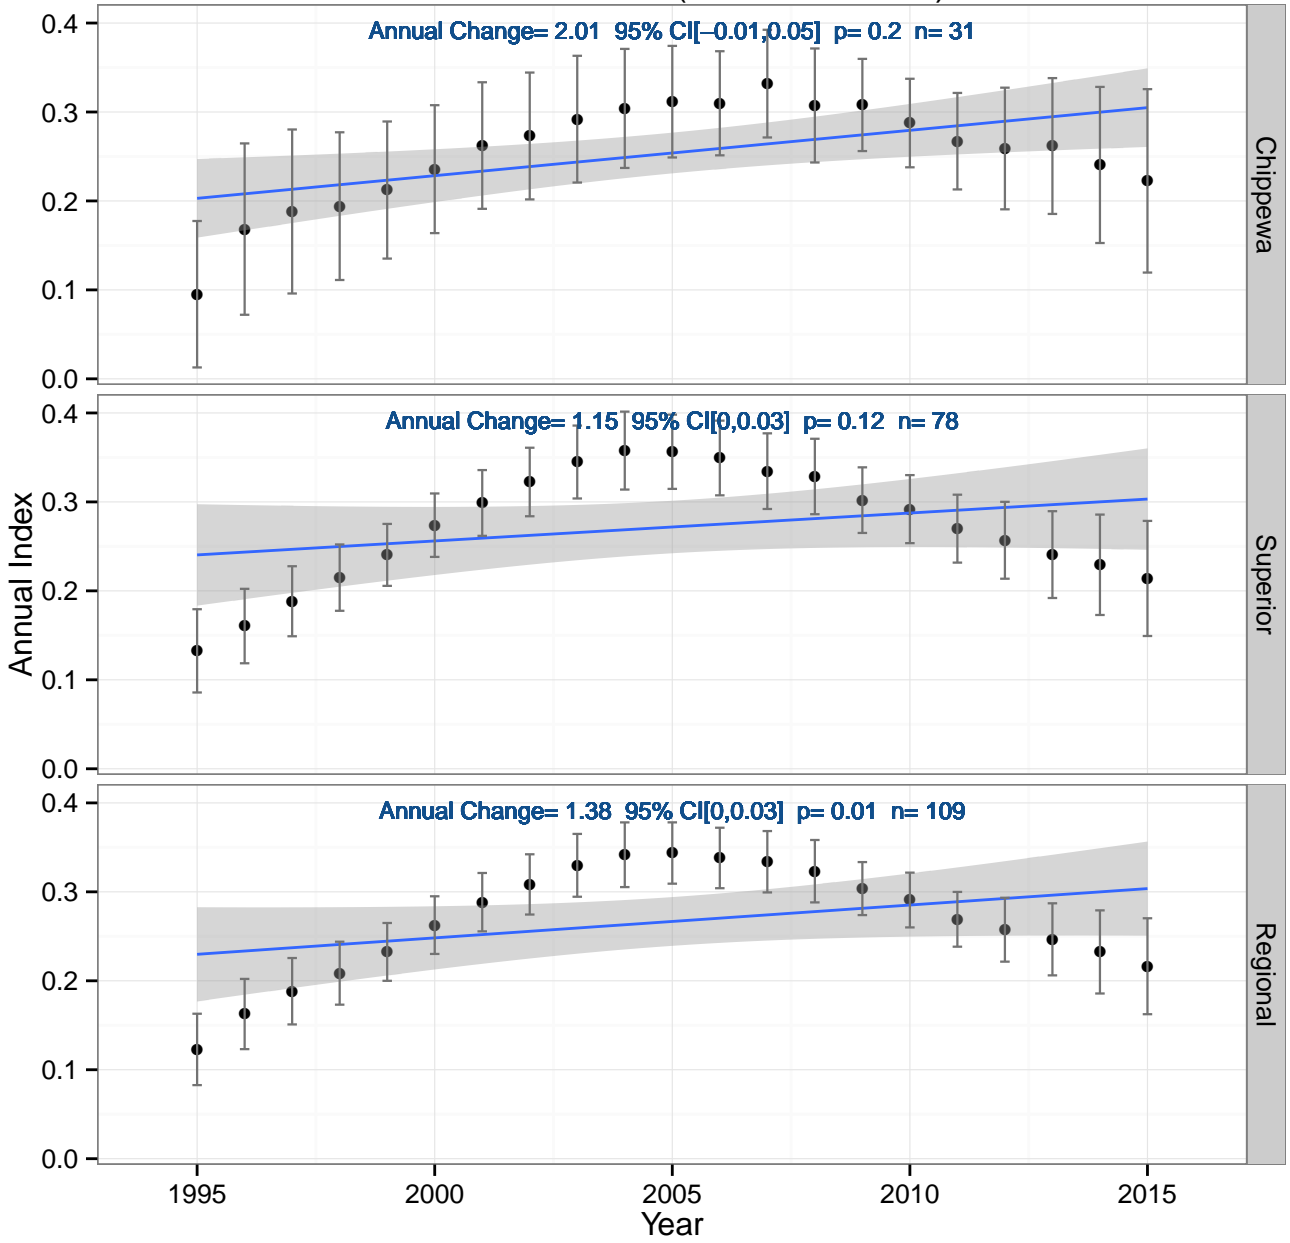 Annual Change= 2.01 95% CI[−0.01,0.05] p= 0.2 n= 31
0.4
0.3
0.2
0.1
0.0
Chippewa
Annual Change= 1.15 95% CI[0,0.03] p= 0.12 n= 78
0.4
0.3
0.2
0.1
0.0
Superior
Annual Index
Annual Change= 1.38 95% CI[0,0.03] p= 0.01 n= 109
0.4
0.3
0.2
0.1
0.0
Regional
1995 2000 2005 2010 2015
Year